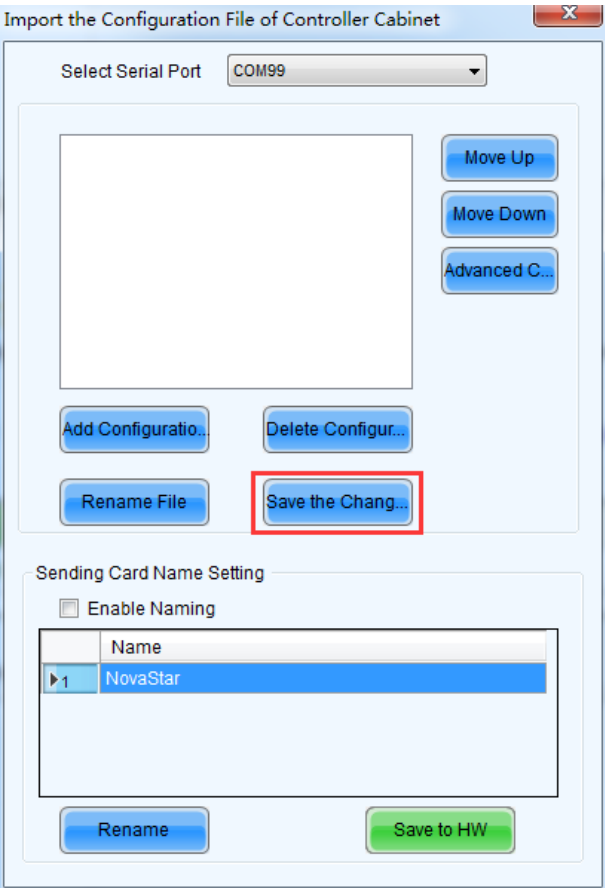 Import the Configuration File of Controller Cabinet
x
Select Serial Port COM99
Move Up
Move Down
Advanced C...
Add Configuratio... Delete Configur...
Rename File Save the Chang...
Sending Card Name Setting
Enable Naming
Name
1 NovaStar
Rename Save to HW